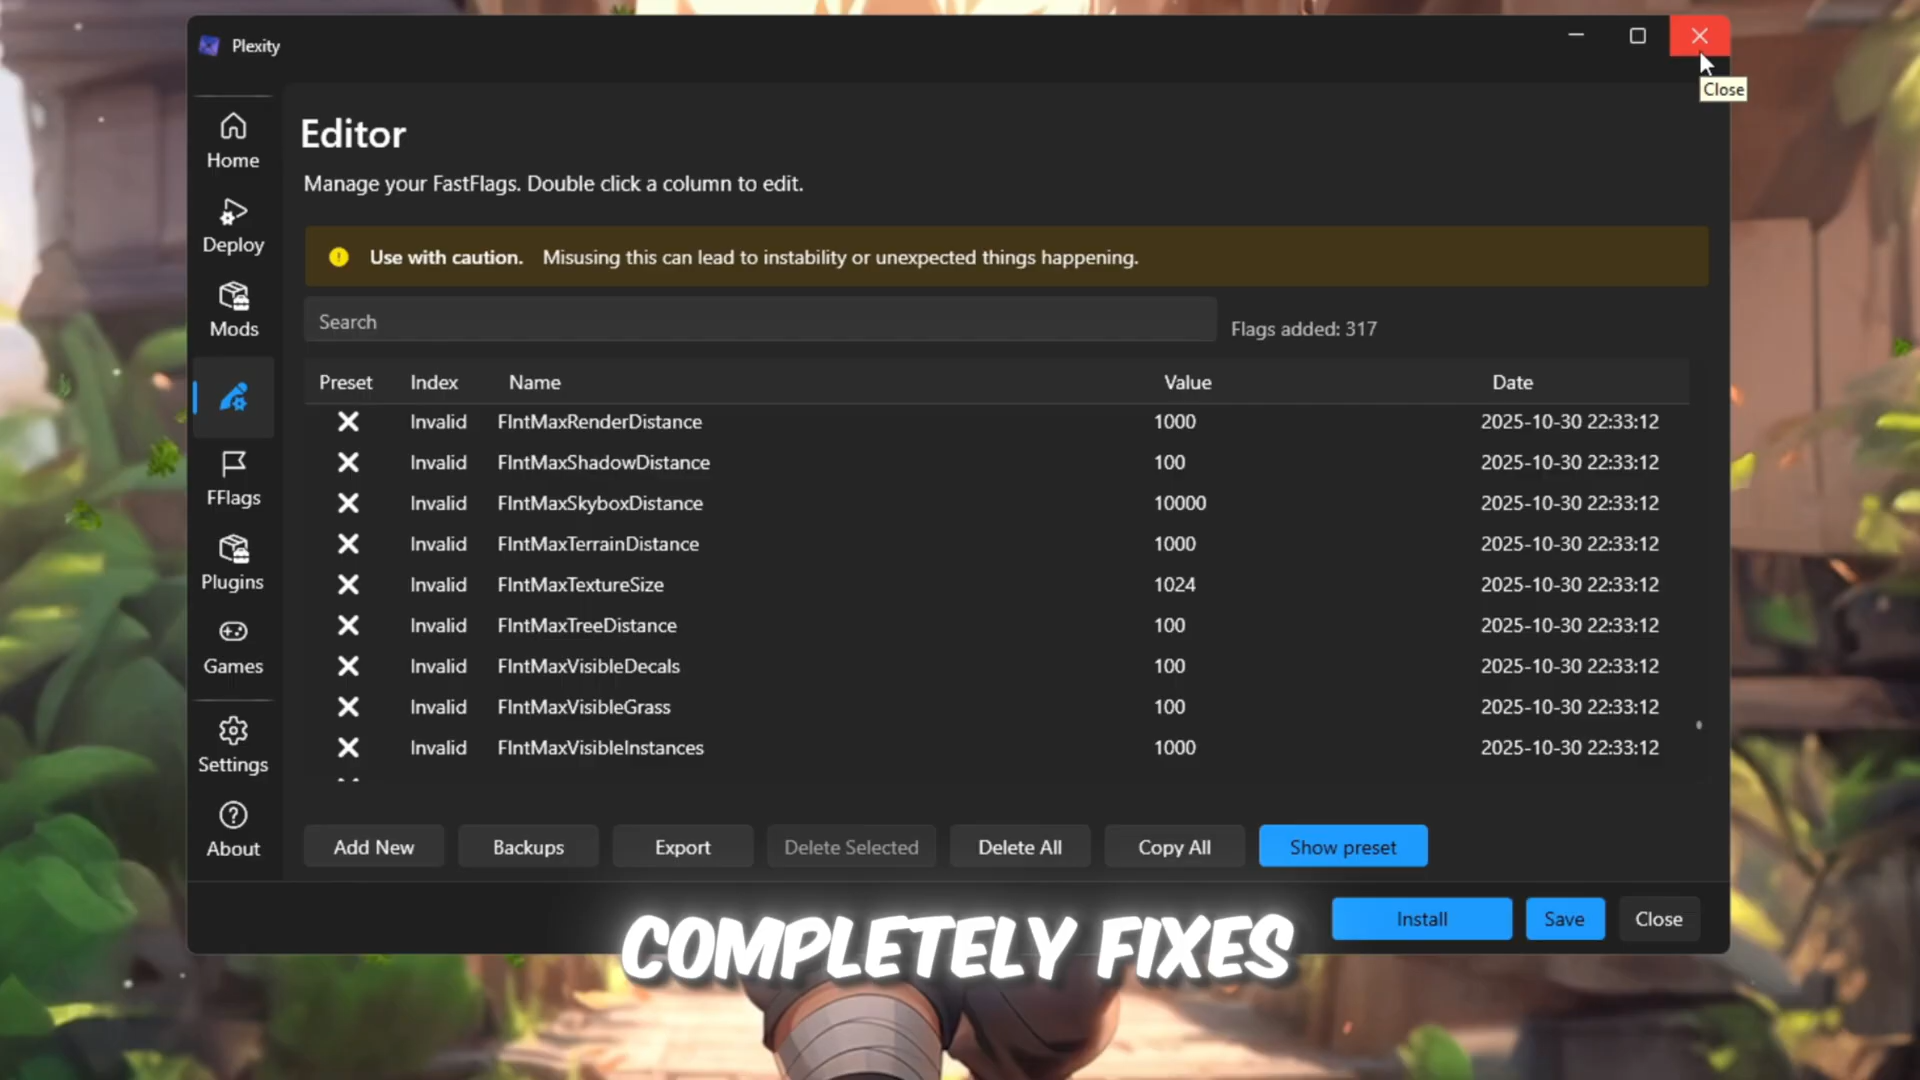 Plexity
Close
Home
Deploy
Mods
FFlags
Plugins
Games
Settings
About
Editor
Manage your FastFlags. Double click a column to edit.
Use with caution. Misusing this can lead to instability or unexpected things happening.
Search
Flags added: 317
Preset Index Name Value Date
Invalid FIntMaxRenderDistance 1000 2025-10-30 22:33:12
Invalid FIntMaxShadowDistance 100 2025-10-30 22:33:12
Invalid FIntMaxSkyboxDistance 10000 2025-10-30 22:33:12
Invalid FIntMaxTerrainDistance 1000 2025-10-30 22:33:12
Invalid FIntMaxTextureSize 1024 2025-10-30 22:33:12
Invalid FIntMaxTreeDistance 100 2025-10-30 22:33:12
Invalid FIntMaxVisibleDecals 100 2025-10-30 22:33:12
Invalid FIntMaxVisibleGrass 100 2025-10-30 22:33:12
Invalid FIntMaxVisibleInstances 1000 2025-10-30 22:33:12
Add New Backups Export Delete Selected Delete All Copy All Show preset
Install Save Close
COMPLETELY FIXES